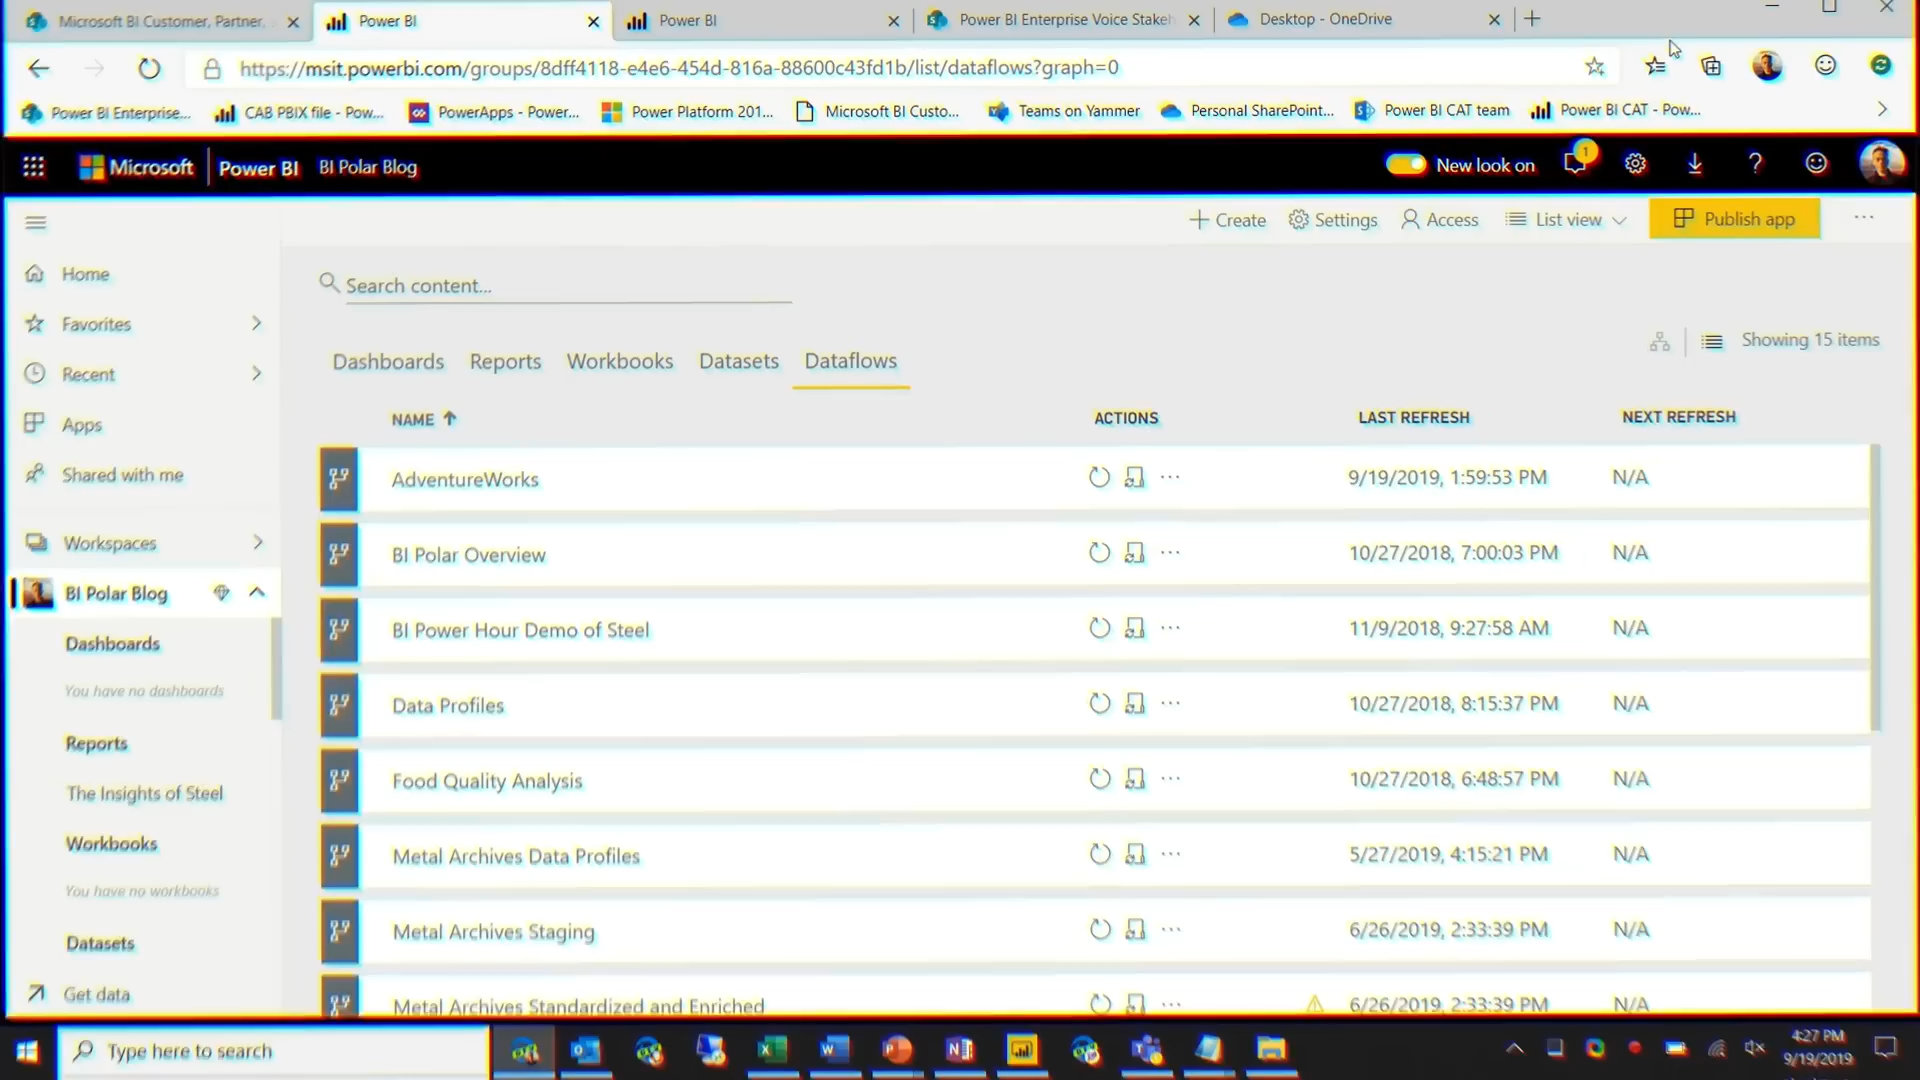 Microsoft BI Customer, Partner,
Power BI
Power BI
Power BI Enterprise Voice Stakeh
Desktop - OneDrive
https://msit.powerbi.com/groups/8dff4118-e4e6-454d-816a-88600c43fd1b/list/dataflows?graph=0
Power BI Enterprise...
CAB PBIX file - Pow...
PowerApps - Power...
Power Platform 201...
Microsoft BI Custo...
Teams on Yammer
Personal SharePoint...
Power BI CAT team
Power BI CAT - Pow...
Microsoft
Power BI
BI Polar Blog
New look on
1
Create
Settings
Access
List view
Publish app
Home
Favorites
Recent
Apps
Shared with me
Workspaces
BI Polar Blog
Dashboards
You have no dashboards
Reports
The Insights of Steel
Workbooks
You have no workbooks
Datasets
Get data
Search content...
Showing 15 items
Dashboards Reports Workbooks Datasets Dataflows
NAME ACTIONS LAST REFRESH NEXT REFRESH
AdventureWorks 9/19/2019, 1:59:53 PM N/A
BI Polar Overview 10/27/2018, 7:00:03 PM N/A
BI Power Hour Demo of Steel 11/9/2018, 9:27:58 AM N/A
Data Profiles 10/27/2018, 8:15:37 PM N/A
Food Quality Analysis 10/27/2018, 6:48:57 PM N/A
Metal Archives Data Profiles 5/27/2019, 4:15:21 PM N/A
Metal Archives Staging 6/26/2019, 2:33:39 PM N/A
Metal Archives Standardized and Enriched 6/26/2019, 2:33:39 PM N/A
Type here to search
4:27 PM
9/19/2019